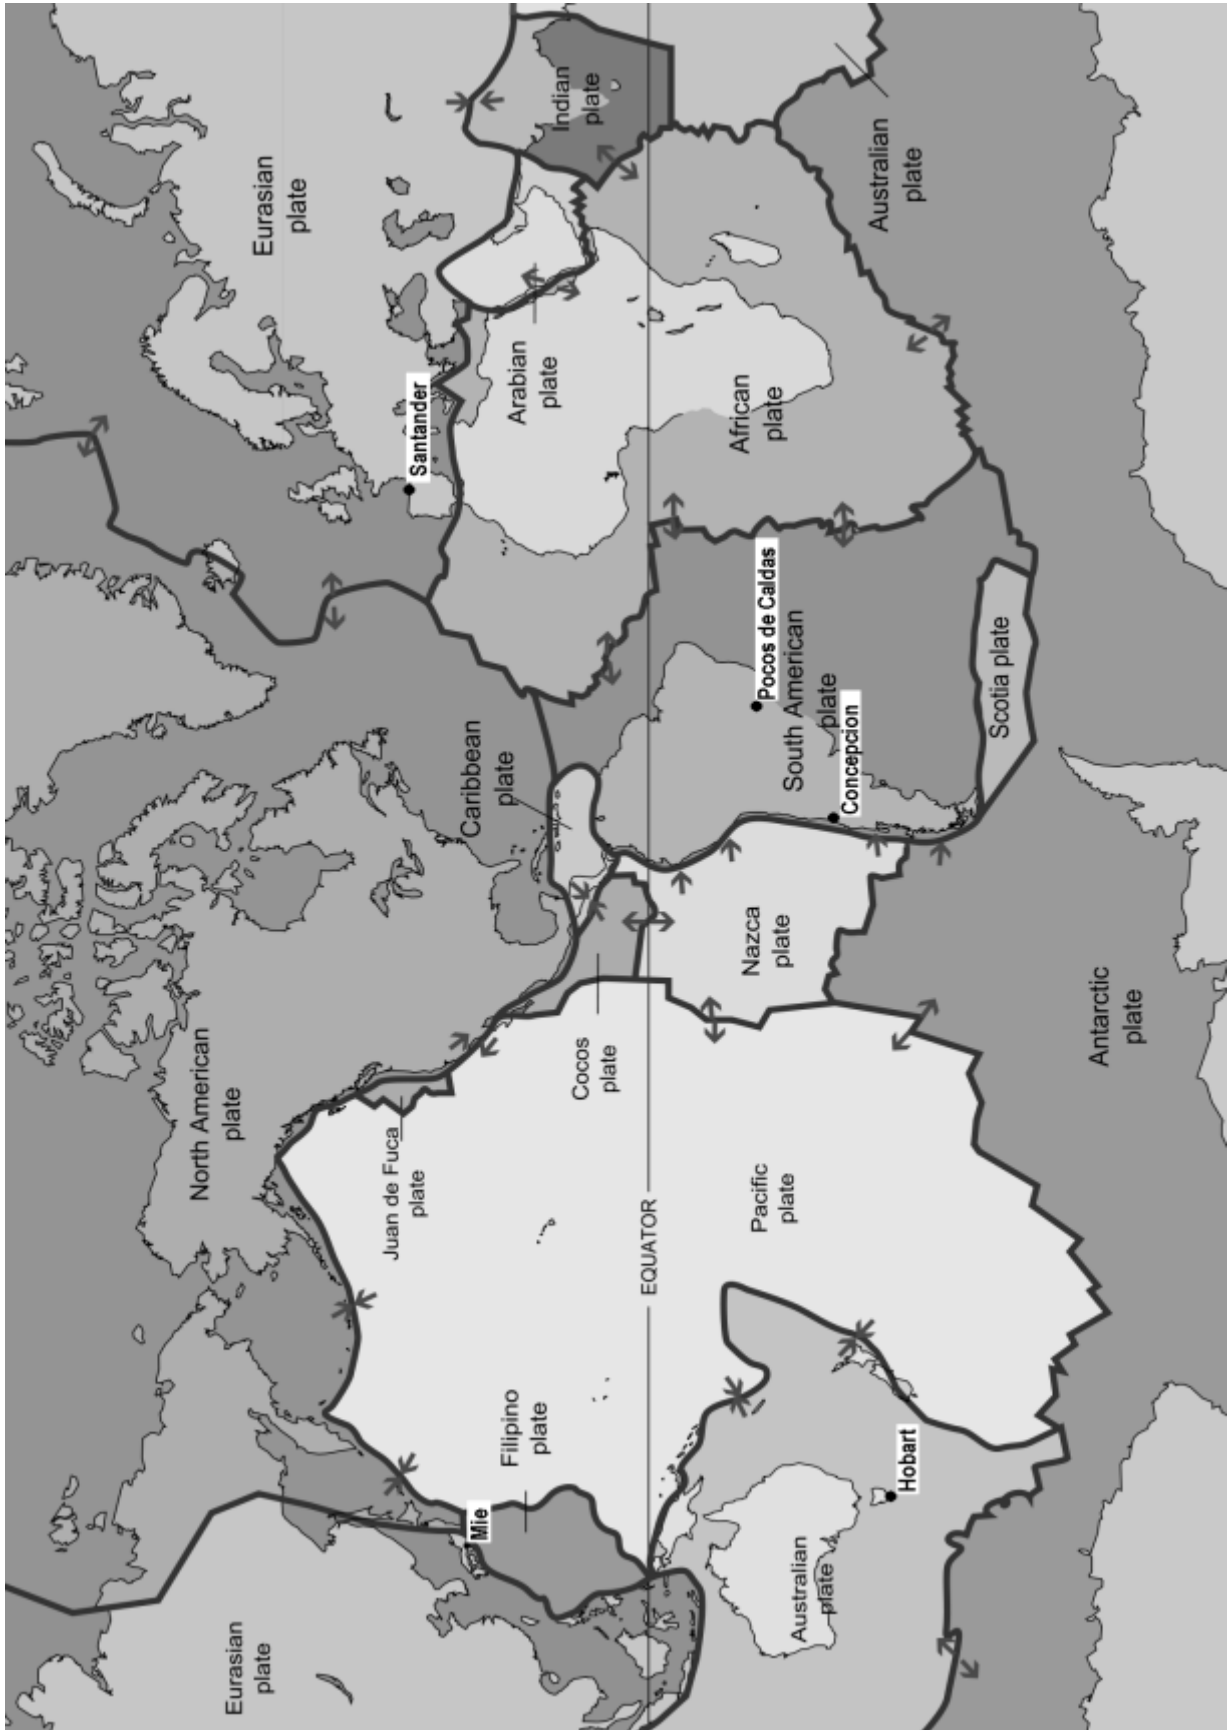 Eurasian
plate
North American
plate
Eurasian
plate
Juan de Fuca
plate
Santander
Caribbean
plate
Mie
Filipino
plate
Arabian
plate
Indian
plate
Cocos
plate
EQUATOR
Pacific
plate
Nazca
plate
African
plate
Pocos de Caldas
South American
plate
Concepcion
Australian
plate
Hobart
Australian
plate
Scotia plate
Antarctic
plate